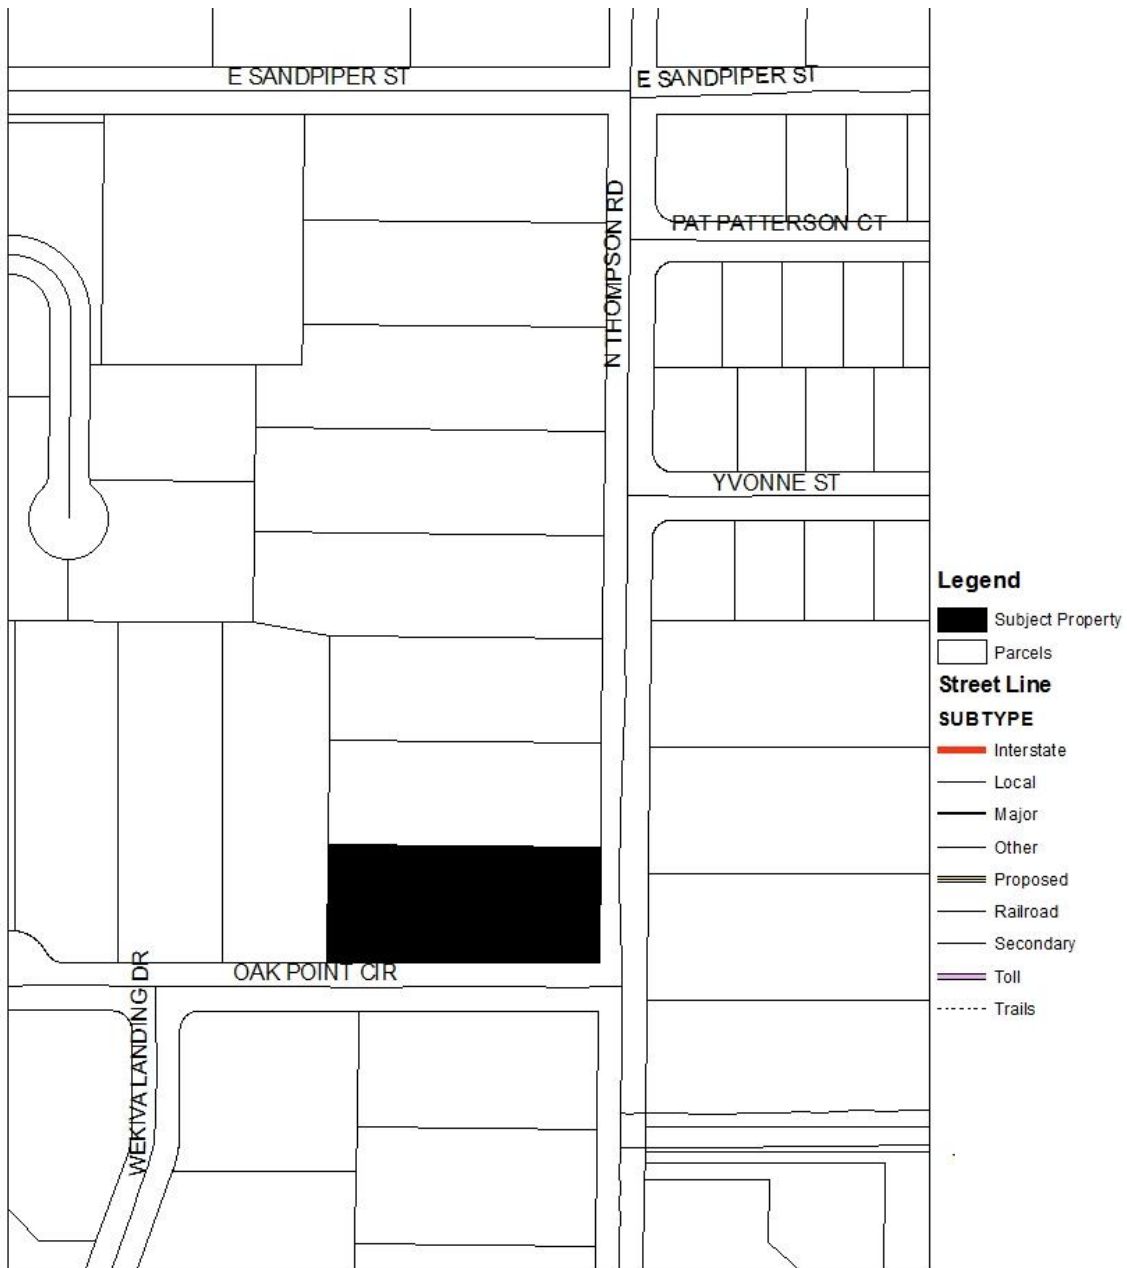 E SANDPIPER ST
E SANDPIPER ST
N THOMPSON RD
PAT PATTERSON CT
YVONNE ST
OAK POINT CIR
WEKIVA LANDING DR
Legend
Subject Property
Parcels
Street Line
SUBTYPE
Interstate
Local
Major
Other
Proposed
Railroad
Secondary
Toll
Trails